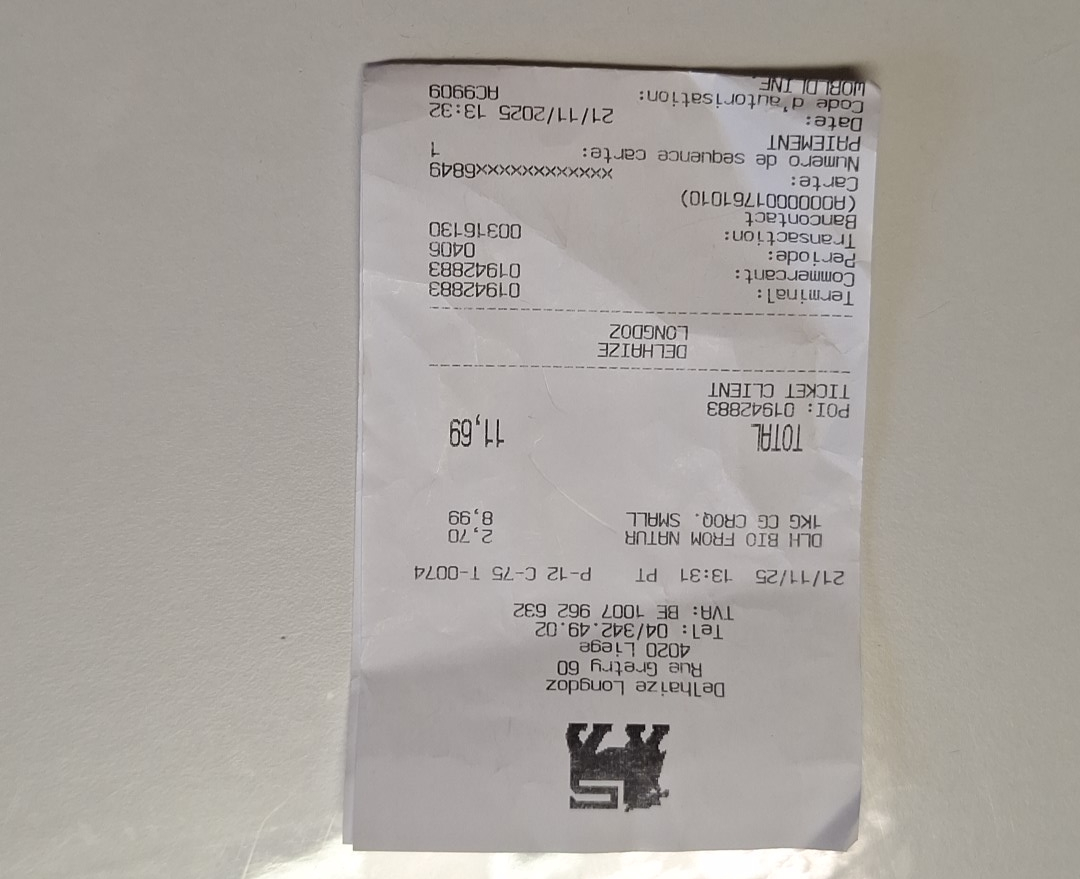 Delhaize Longdoz
Rue Gretry 60
4020 Liege
Tel: 04/342.49.02
TVA: BE 1007 962 632
21/11/25 13:31 PT P-12 C-75 T-0074
DLH BIO FROM NATUR 2,70
1KG CG CROQ. SMALL 8,99
TOTAL 11,69
POI: 01942883
TICKET CLIENT
DELHAIZE
LONGDOZ
Terminal: 01942883
Commercant: 01942883
Periode: 0406
Transaction: 00316130
Bancontact
(A0000001761010)
Carte: xxxxxxxxxxxxx6849
Numero de sequence carte: 1
PAIEMENT
Date: 21/11/2025 13:32
Code d'autorisation: AC9909
WORLDLINE.